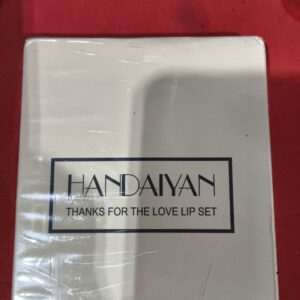 HANDAIYAN
THANKS FOR THE LOVE LIP SET